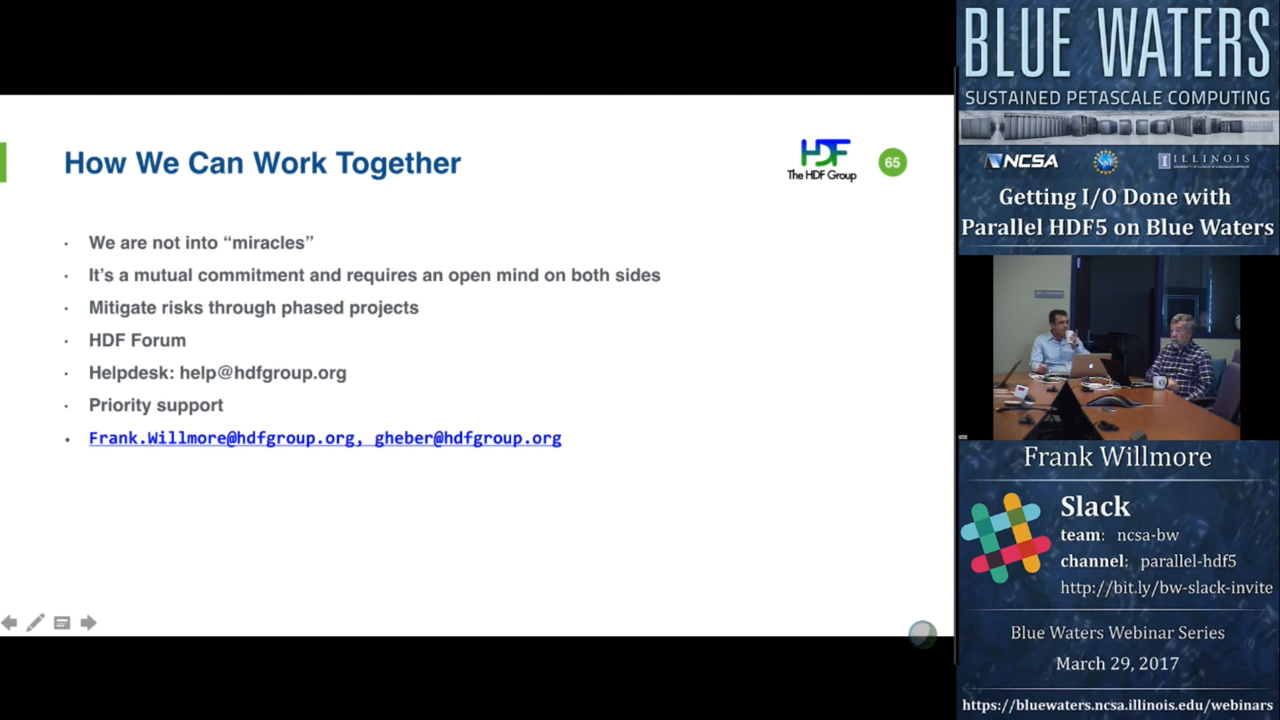 How We Can Work Together
HDF
The HDF Group
65
· We are not into “miracles”
· It’s a mutual commitment and requires an open mind on both sides
· Mitigate risks through phased projects
· HDF Forum
· Helpdesk: help@hdfgroup.org
· Priority support
· Frank.Willmore@hdfgroup.org, gheber@hdfgroup.org
BLUE WATERS
SUSTAINED PETASCALE COMPUTING
NCSA
I ILLINOIS
Getting I/O Done with
Parallel HDF5 on Blue Waters
Frank Willmore
Slack
team: ncsa-bw
channel: parallel-hdf5
http://bit.ly/bw-slack-invite
Blue Waters Webinar Series
March 29, 2017
https://bluewaters.ncsa.illinois.edu/webinars